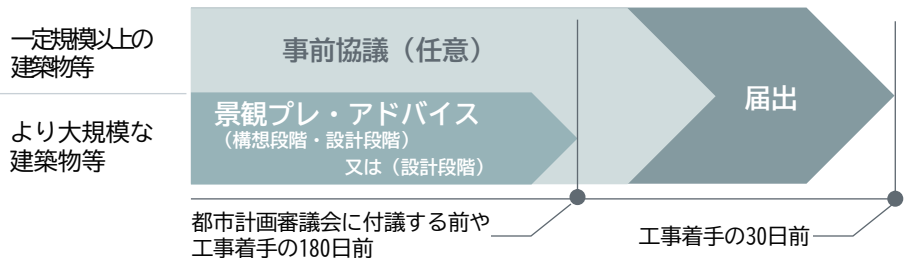 一定規模以上の
建築物等
事前協議（任意）
届出
より大規模な
建築物等
景観プレ・アドバイス
（構想段階・設計段階）
又は（設計段階）
都市計画審議会に付議する前や
工事着手の180日前
工事着手の30日前